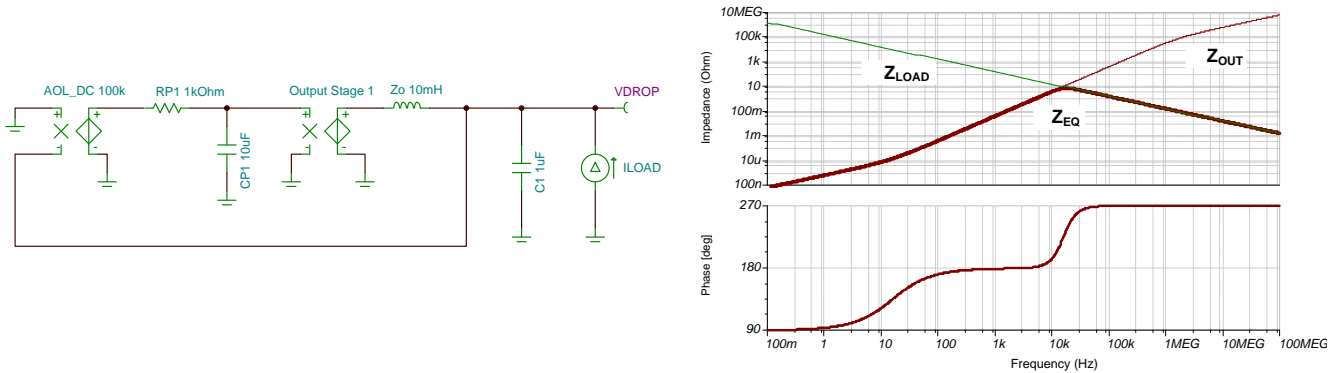 AOL_DC 100k
RP1 1kOhm
Output Stage 1
Zo 10mH
VDROP
+
-
+
-
+
-
+
-
CP1 10uF
C1 1uF
ILOAD
Impedance (Ohm)
10MEG
100k
1k
10
100m
1m
10u
100n
ZLOAD
ZOUT
ZEQ
Phase [deg]
270
180
90
100m
1
10
100
1k
10k
100k
1MEG
10MEG
100MEG
Frequency (Hz)